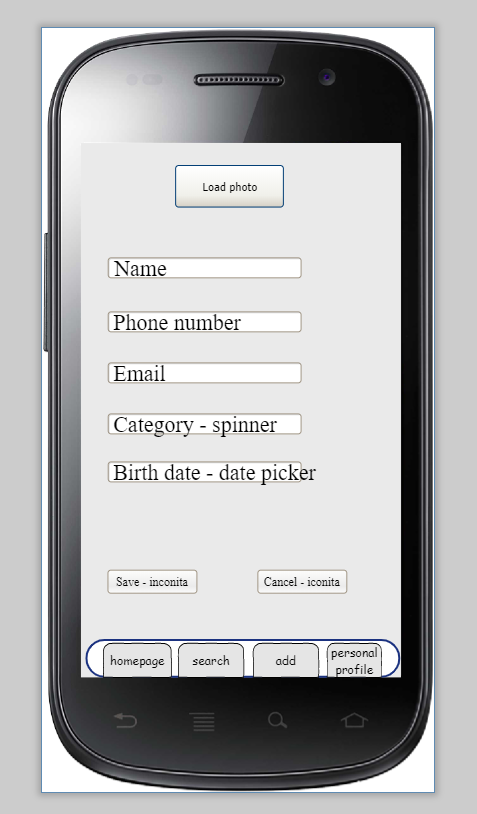 Load photo
Name
Phone number
Email
Category - spinner
Birth date - date picker
Save - inconita
Cancel - iconita
homepage
search
add
personal
profile